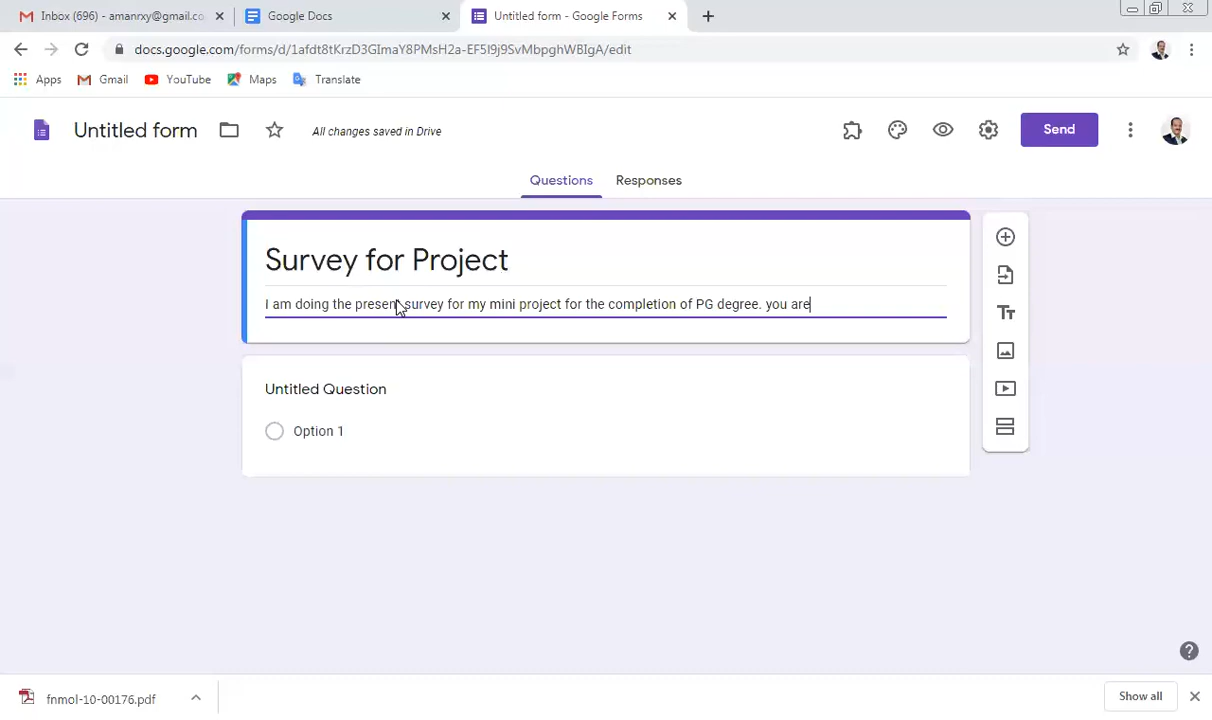 Inbox (696) - amanrxy@gmail.co
Google Docs
Untitled form - Google Forms
docs.google.com/forms/d/1afdt8tKrzD3GImaY8PMsH2a-EF5I9j9SvMbpghWBIgA/edit
Apps
Gmail
YouTube
Maps
Translate
Untitled form
All changes saved in Drive
Send
Questions
Responses
Survey for Project
I am doing the present survey for my mini project for the completion of PG degree. you are
Untitled Question
Option 1
fnmol-10-00176.pdf
Show all